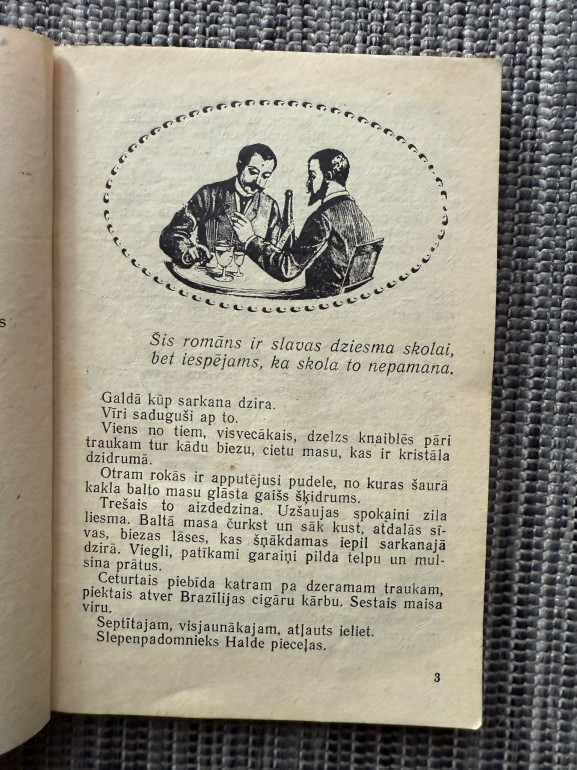 Šis romāns ir slavas dziesma skolai,
bet iespējams, ka skola to nepamana.
Galdā kūp sarkana dzira.
Vīri saduguši ap to.
Viens no tiem, visvecākais, dzelzs knaiblēs pāri
traukam tur kādu biezu, cietu masu, kas ir kristāla
dzidrumā.
Otram rokās ir apputējusi pudele, no kuras šaurā
kakla balto masu glāsta gaišs šķidrums.
Trešais to aizdedzina. Uzšaujas spokaini zila
liesma. Baltā masa čurkst un sāk kust, atdalās sī-
vas, biezas lāses, kas šņākdamas iepil sarkanajā
dzirā. Viegli, patīkami garaiņi pilda telpu un mul-
sina prātus.
Ceturtais piebīda katram pa dzeramam traukam,
piektais atver Brazīlijas cigāru kārbu. Sestais maisa
viru.
Septītajam, visjaunākajam, atļauts ieliet.
Slepenpadomnieks Halde pieceļas.
3